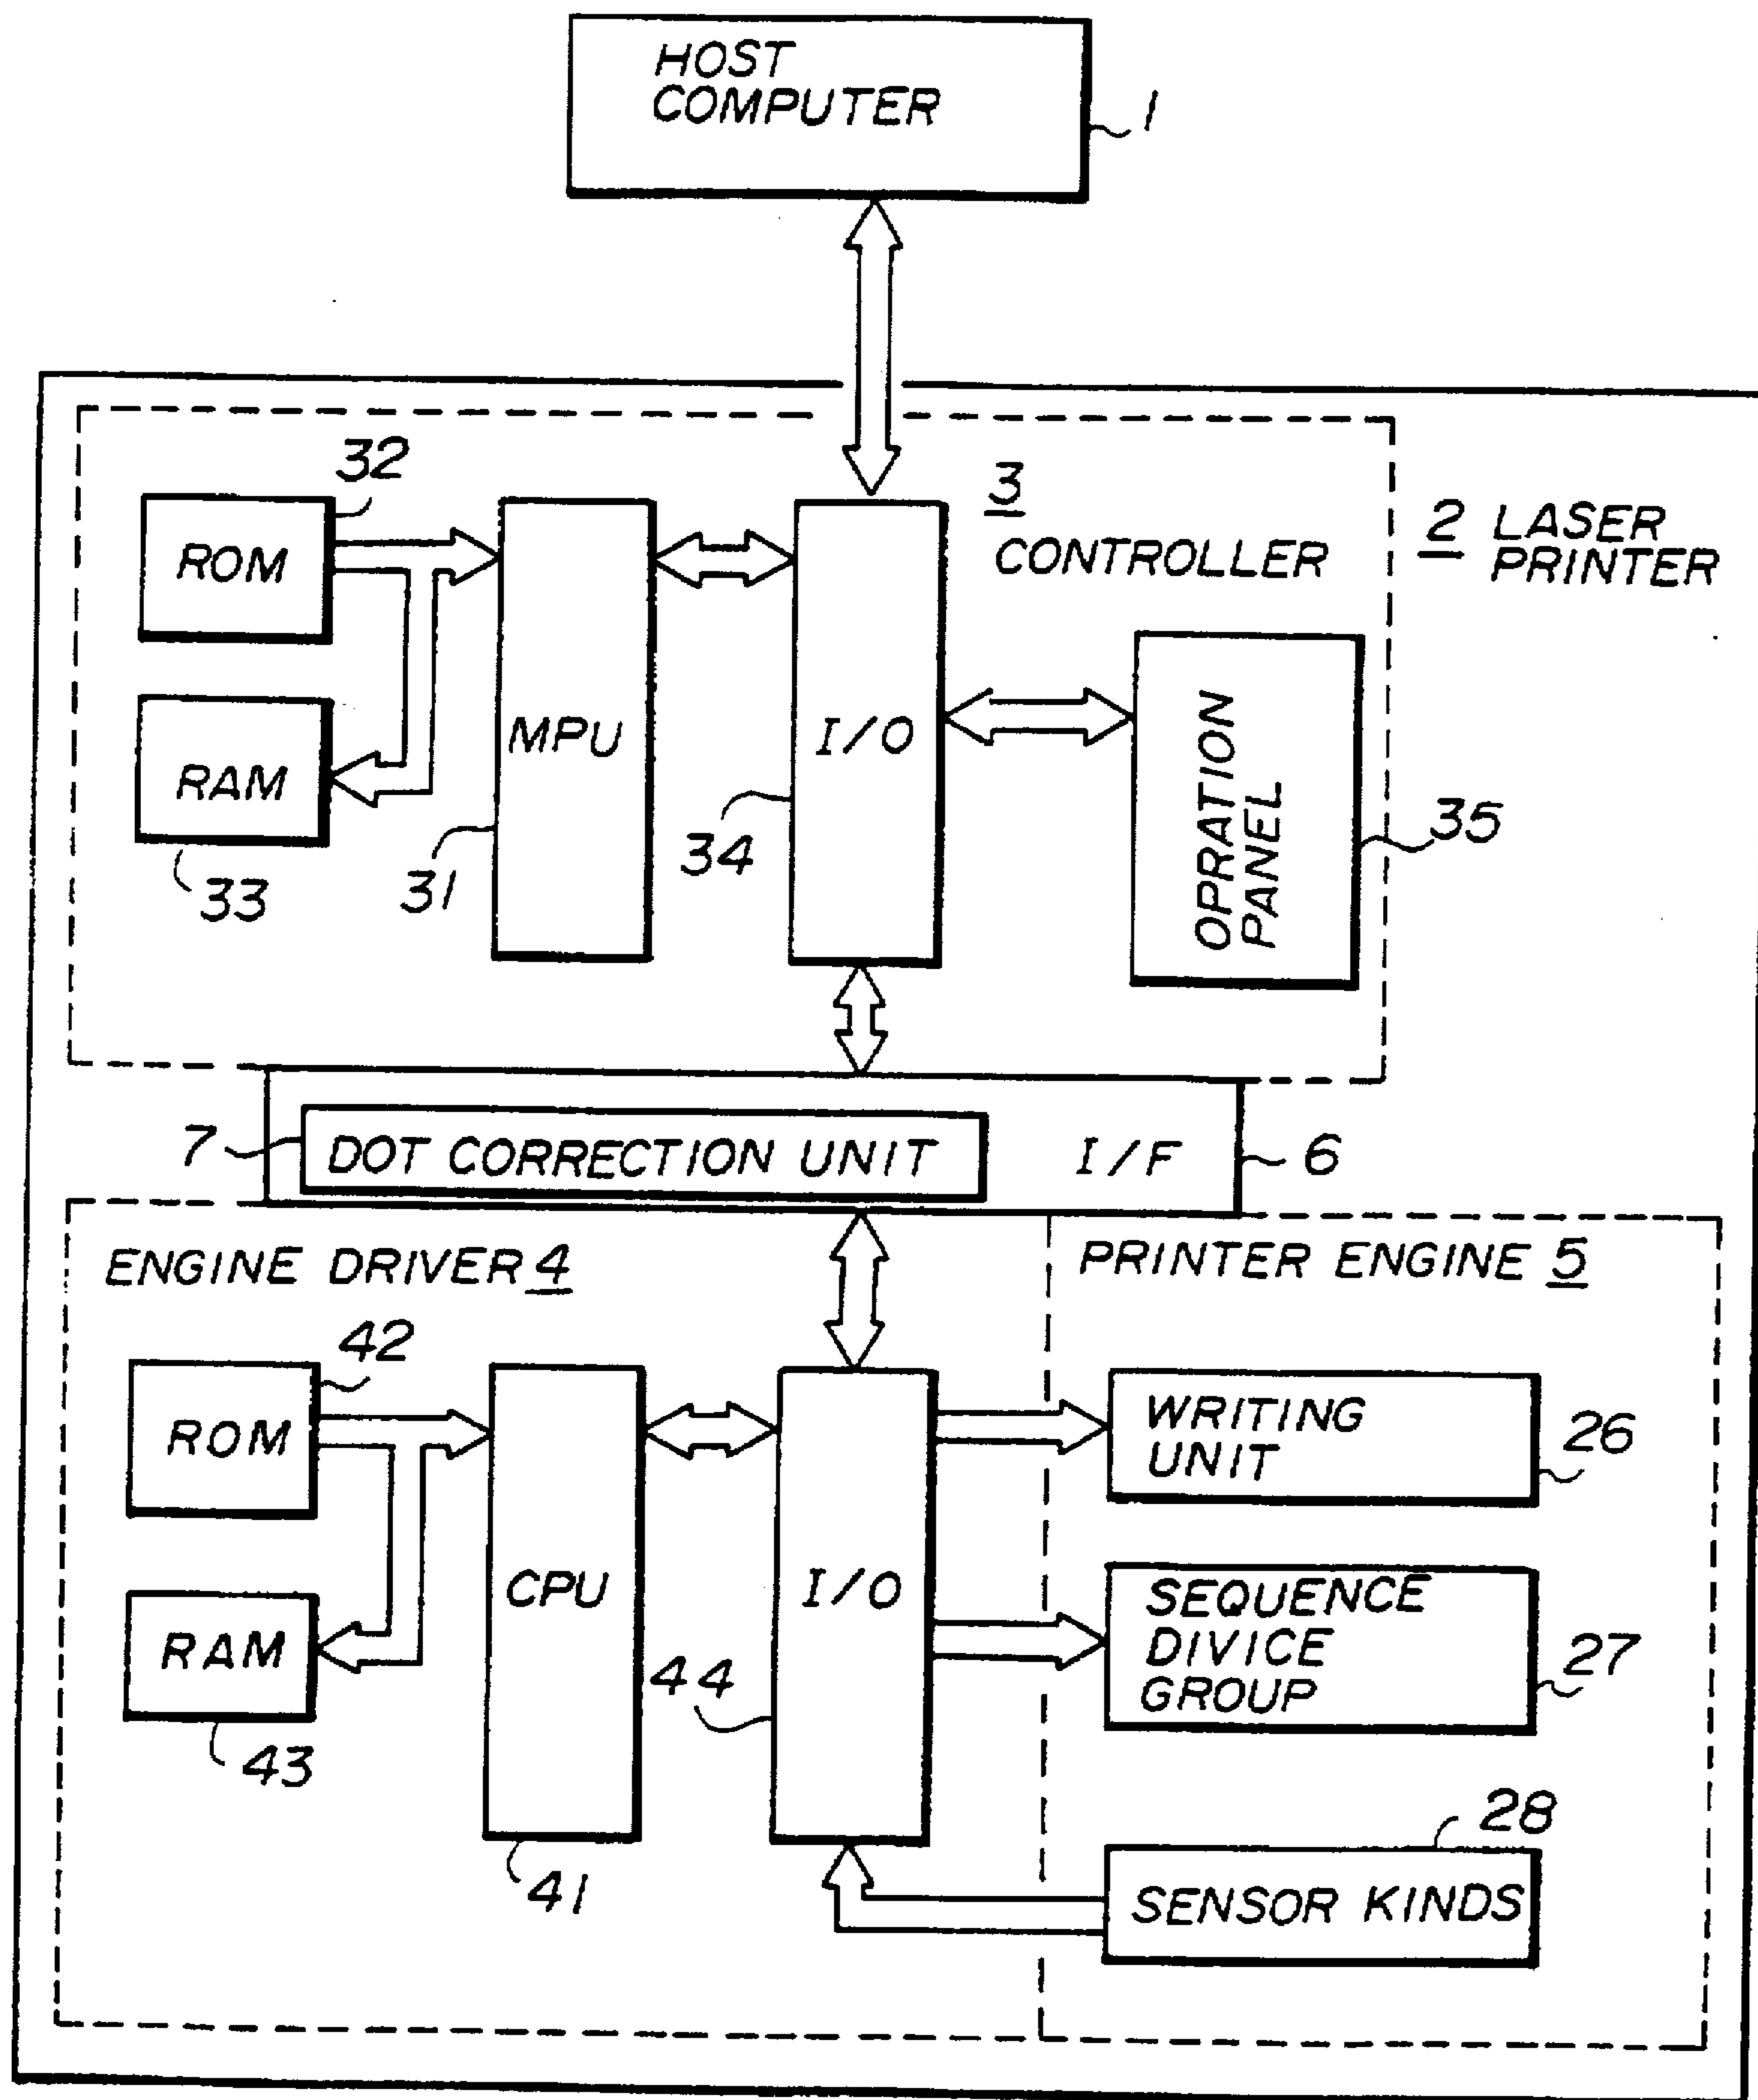 HOST
COMPUTER
1
32
3
CONTROLLER
2 LASER
PRINTER
ROM
MPU
I/O
OPRATION
PANEL
RAM
33
31
34
35
7
DOT CORRECTION UNIT
I/F
6
ENGINE DRIVER 4
PRINTER ENGINE 5
42
ROM
CPU
I/O
WRITING
UNIT
26
RAM
43
41
44
SEQUENCE
DIVICE
GROUP
27
28
SENSOR KINDS